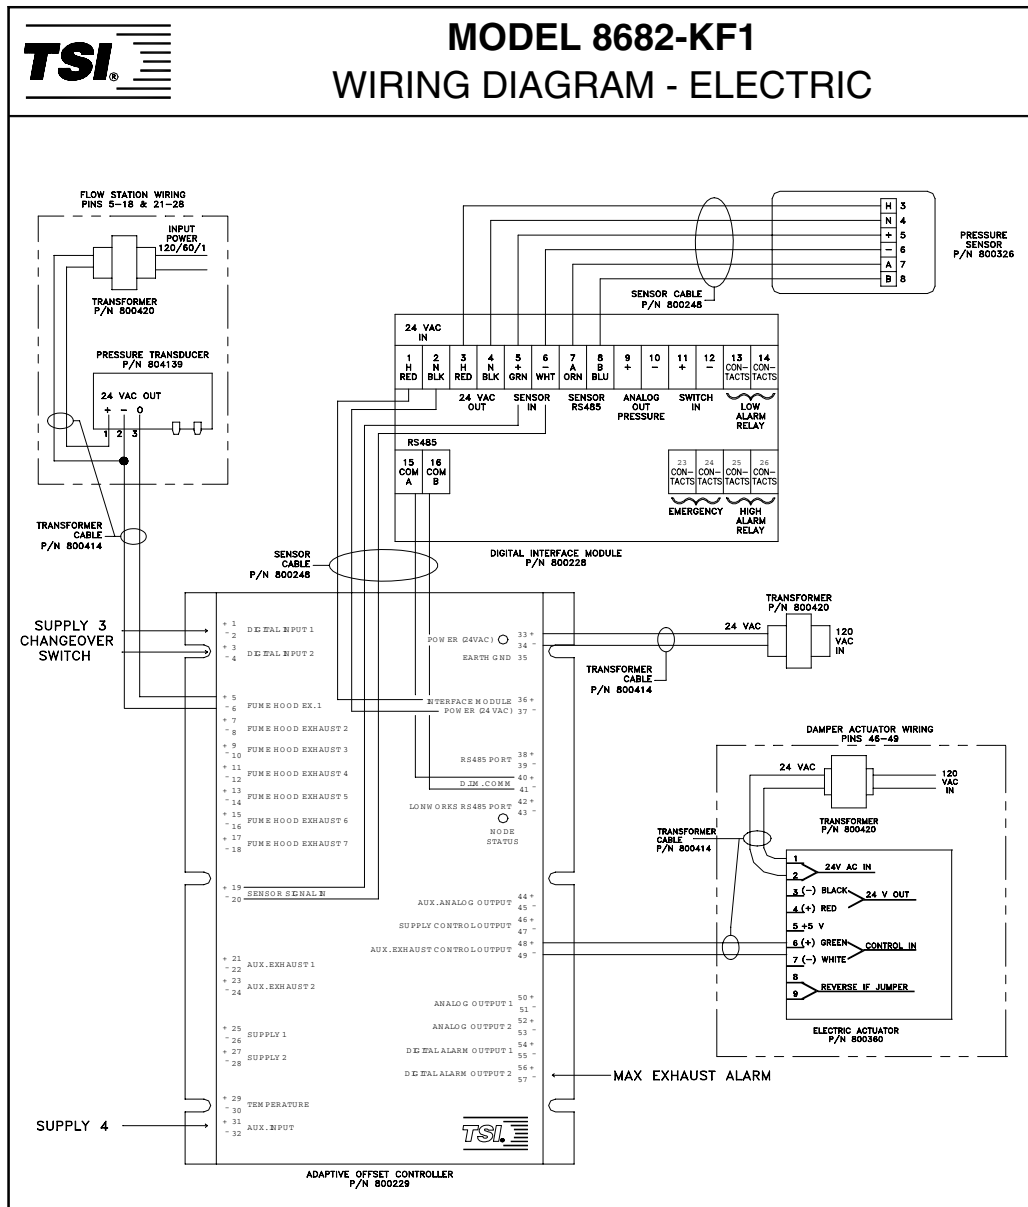 TSI®
MODEL 8682-KF1
WIRING DIAGRAM - ELECTRIC
FLOW STATION WIRING
PINS 5-18 & 21-28
INPUT
POWER
120/60/1
TRANSFORMER
P/N 800420
PRESSURE TRANSDUCER
P/N 804139
24 VAC OUT
+ – O
1 2 3
TRANSFORMER
CABLE
P/N 800414
H 3
N 4
+ 5
– 6
A 7
B 8
PRESSURE
SENSOR
P/N 800326
SENSOR CABLE
P/N 800248
24 VAC
IN
1 2 3 4 5 6 7 8 9 10 11 12 13 14
H N H N + – A B + – + – CON- CON-
RED BLK RED BLK GRN WHT ORN BLU TACTS TACTS
24 VAC
OUT
SENSOR
IN
SENSOR
RS485
ANALOG
OUT
PRESSURE
SWITCH
IN
LOW
ALARM
RELAY
RS485
15 16
COM COM
A B
23 24 25 26
CON- CON- CON- CON-
TACTS TACTS TACTS TACTS
EMERGENCY
HIGH
ALARM
RELAY
DIGITAL INTERFACE MODULE
P/N 800228
SENSOR
CABLE
P/N 800248
SUPPLY 3
CHANGEOVER
SWITCH
+ 1
– 2
DIGITAL INPUT 1
+ 3
– 4
DIGITAL INPUT 2
+ 5
– 6
FUME HOOD EX.1
+ 7
– 8
FUME HOOD EXHAUST 2
+ 9
– 10
FUME HOOD EXHAUST 3
+ 11
– 12
FUME HOOD EXHAUST 4
+ 13
– 14
FUME HOOD EXHAUST 5
+ 15
– 16
FUME HOOD EXHAUST 6
+ 17
– 18
FUME HOOD EXHAUST 7
+ 19
– 20
SENSOR SIGNAL IN
+ 21
– 22
AUX. EXHAUST 1
+ 23
– 24
AUX. EXHAUST 2
+ 25
– 26
SUPPLY 1
+ 27
– 28
SUPPLY 2
+ 29
– 30
TEMPERATURE
+ 31
– 32
AUX. INPUT
SUPPLY 4
POWER (24VAC)
33 +
34 –
EARTH GND 35
INTERFACE MODULE 36 +
POWER (24 VAC) 37 –
RS485 PORT
38 +
39 –
D.I.M. COMM
40 +
41 –
LONWORKS RS485 PORT
42 +
43 –
NODE
STATUS
AUX. ANALOG OUTPUT
44 +
45 –
SUPPLY CONTROL OUTPUT
46 +
47 –
AUX. EXHAUST CONTROL OUTPUT
48 +
49 –
ANALOG OUTPUT 1
50 +
51 –
ANALOG OUTPUT 2
52 +
53 –
DIGITAL ALARM OUTPUT 1
54 +
55 –
DIGITAL ALARM OUTPUT 2
56 +
57 –
MAX EXHAUST ALARM
TSI
ADAPTIVE OFFSET CONTROLLER
P/N 800229
TRANSFORMER
P/N 800420
24 VAC
120
VAC
IN
TRANSFORMER
CABLE
P/N 800414
DAMPER ACTUATOR WIRING
PINS 46-49
24 VAC
120
VAC
IN
TRANSFORMER
P/N 800420
TRANSFORMER
CABLE
P/N 800414
1
2
24V AC IN
3 (–) BLACK
4 (+) RED
24 V OUT
5 +5 V
6 (+) GREEN
7 (–) WHITE
CONTROL IN
8
9
REVERSE IF JUMPER
ELECTRIC ACTUATOR
P/N 800360